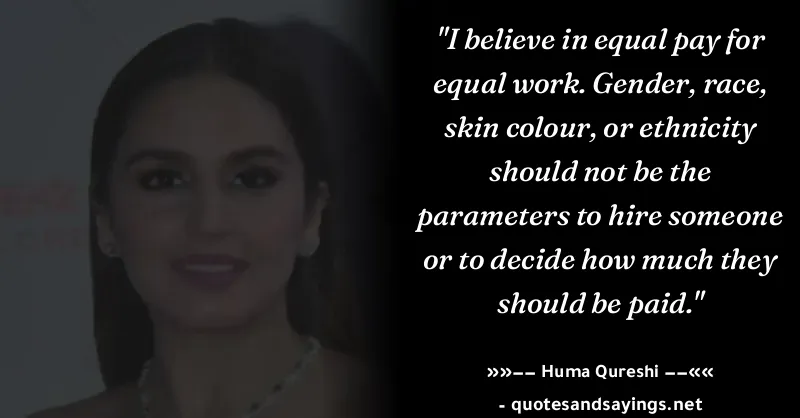 "I believe in equal pay for
equal work. Gender, race,
skin colour, or ethnicity
should not be the
parameters to hire someone
or to decide how much they
should be paid."
»»−− Huma Qureshi −−««
- quotesandsayings.net